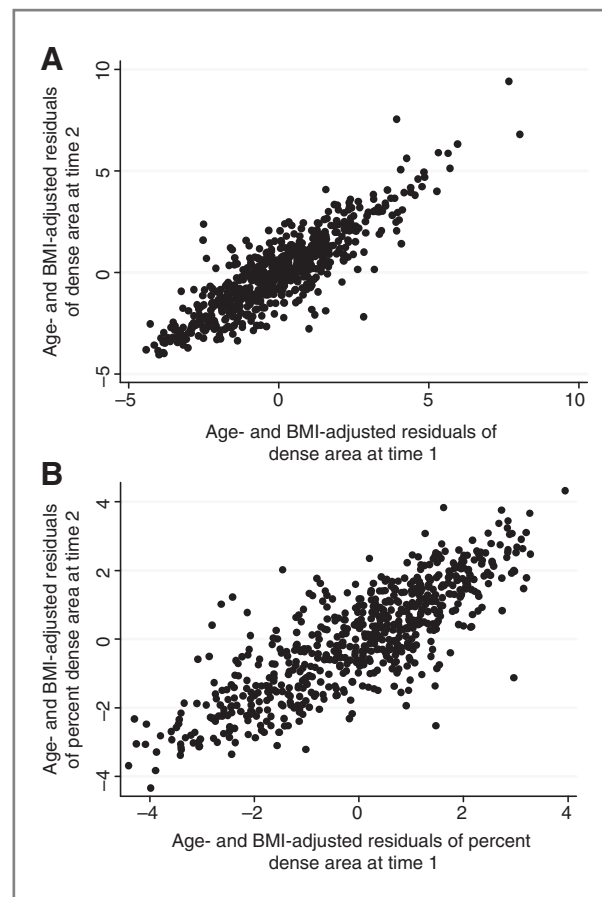 A
Age- and BMI-adjusted residuals
of dense area at time 2
10
5
0
–5
–5
0
5
10
Age- and BMI-adjusted residuals of
dense area at time 1
B
Age- and BMI-adjusted residuals
of percent dense area at time 2
4
2
0
–2
–4
–4
–2
0
2
4
Age- and BMI-adjusted residuals of percent
dense area at time 1